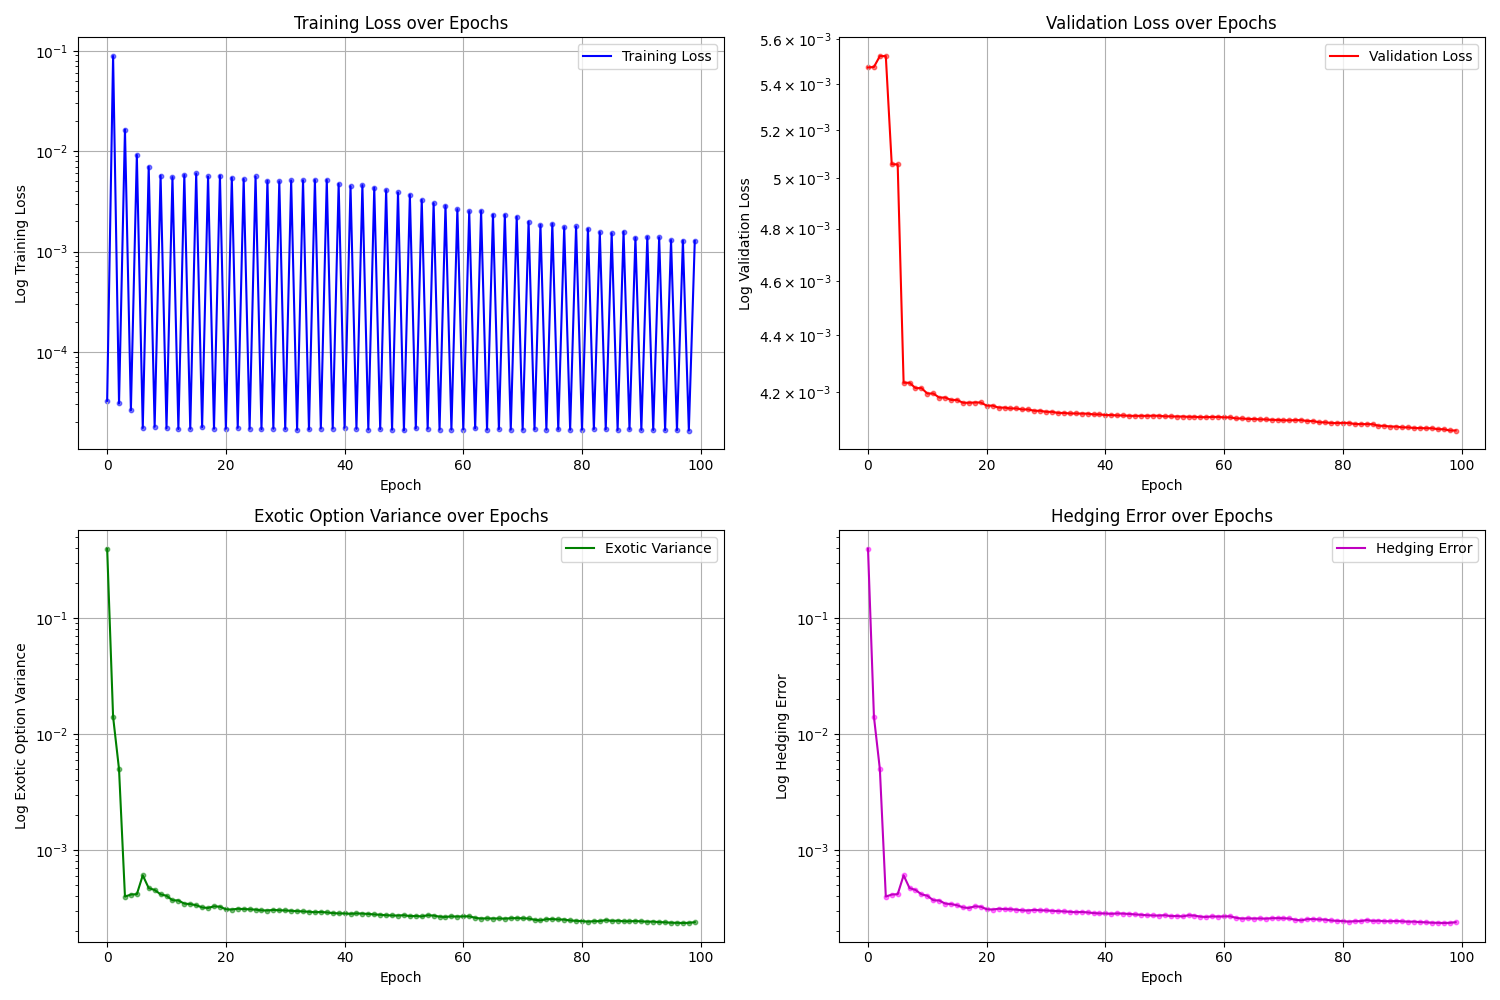 Training Loss over Epochs
Training Loss
Log Training Loss
10⁻¹
10⁻²
10⁻³
10⁻⁴
0 20 40 60 80 100
Epoch
Validation Loss over Epochs
Validation Loss
Log Validation Loss
5.6 × 10⁻³
5.4 × 10⁻³
5.2 × 10⁻³
5 × 10⁻³
4.8 × 10⁻³
4.6 × 10⁻³
4.4 × 10⁻³
4.2 × 10⁻³
0 20 40 60 80 100
Epoch
Exotic Option Variance over Epochs
Exotic Variance
Log Exotic Option Variance
10⁻¹
10⁻²
10⁻³
0 20 40 60 80 100
Epoch
Hedging Error over Epochs
Hedging Error
Log Hedging Error
10⁻¹
10⁻²
10⁻³
0 20 40 60 80 100
Epoch